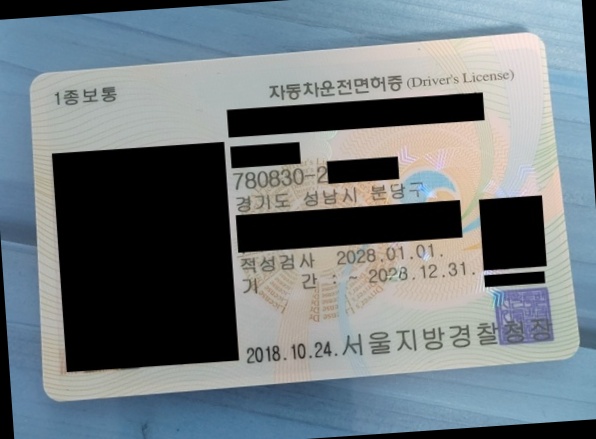 1종보통
자동차운전면허증 (Driver's License)
780830-2
경기도 성남시 분당구
적성검사 2028.01.01.
기 간 : ~ 2028.12.31.
2018.10.24. 서울지방경찰청장